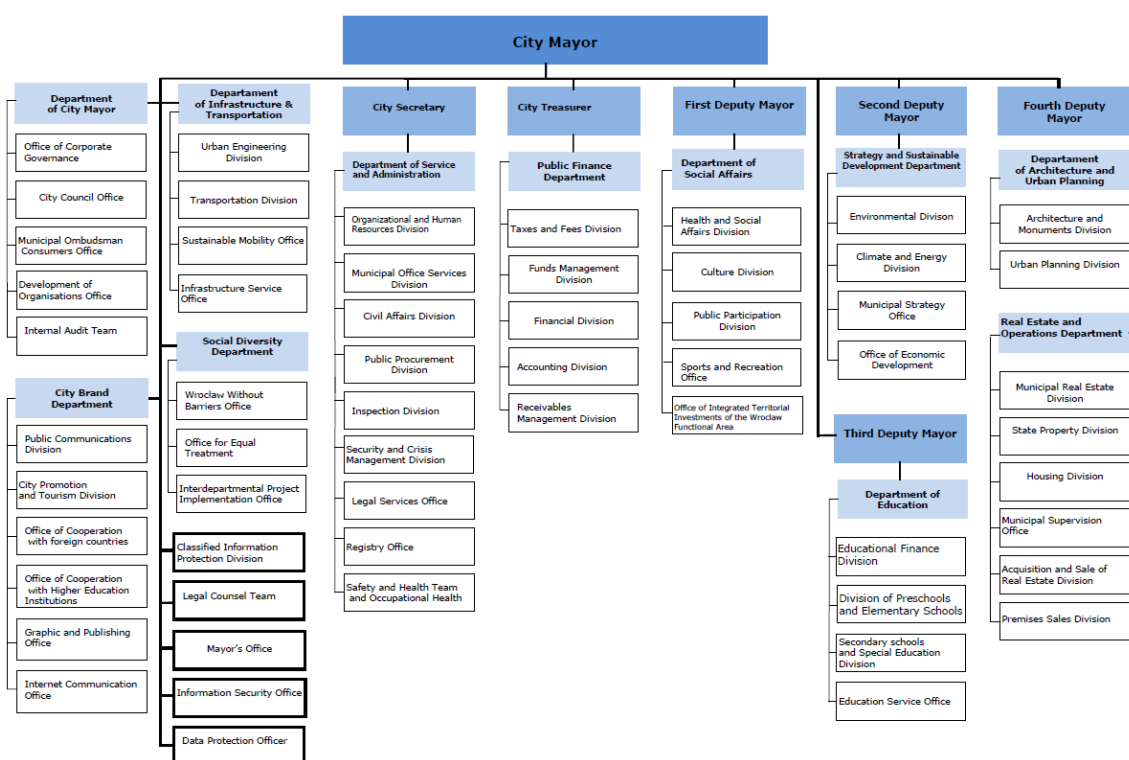 City Mayor
Department
of City Mayor
Office of Corporate
Governance
City Council Office
Municipal Ombudsman
Consumers Office
Development of
Organisations Office
Internal Audit Team
City Brand
Department
Public Communications
Division
City Promotion
and Tourism Division
Office of Cooperation
with foreign countries
Office of Cooperation
with Higher Education
Institutions
Graphic and Publishing
Office
Internet Communication
Office
Departament
of Infrastructure &
Transportation
Urban Engineering
Division
Transportation Division
Sustainable Mobility Office
Infrastructure Service
Office
Social Diversity
Department
Wroclaw Without
Barriers Office
Office for Equal
Treatment
Interdepartmental Project
Implementation Office
Classified Information
Protection Division
Legal Counsel Team
Mayor's Office
Information Security Office
Data Protection Officer
City Secretary
Department of Service
and Administration
Organizational and Human
Resources Division
Municipal Office Services
Division
Civil Affairs Division
Public Procurement
Division
Inspection Division
Security and Crisis
Management Division
Legal Services Office
Registry Office
Safety and Health Team
and Occupational Health
City Treasurer
Public Finance
Department
Taxes and Fees Division
Funds Management
Division
Financial Division
Accounting Division
Receivables
Management Division
First Deputy Mayor
Department of
Social Affairs
Health and Social
Affairs Division
Culture Division
Public Participation
Division
Sports and Recreation
Office
Office of Integrated Territorial
Investments of the Wroclaw
Functional Area
Second Deputy
Mayor
Strategy and Sustainable
Development Department
Environmental Divison
Climate and Energy
Division
Municipal Strategy
Office
Office of Economic
Development
Third Deputy Mayor
Department of
Education
Educational Finance
Division
Division of Preschools
and Elementary Schools
Secondary schools
and Special Education
Division
Education Service Office
Fourth Deputy
Mayor
Departament
of Architecture and
Urban Planning
Architecture and
Monuments Division
Urban Planning Division
Real Estate and
Operations Department
Municipal Real Estate
Division
State Property Division
Housing Division
Municipal Supervision
Office
Acquisition and Sale of
Real Estate Division
Premises Sales Division